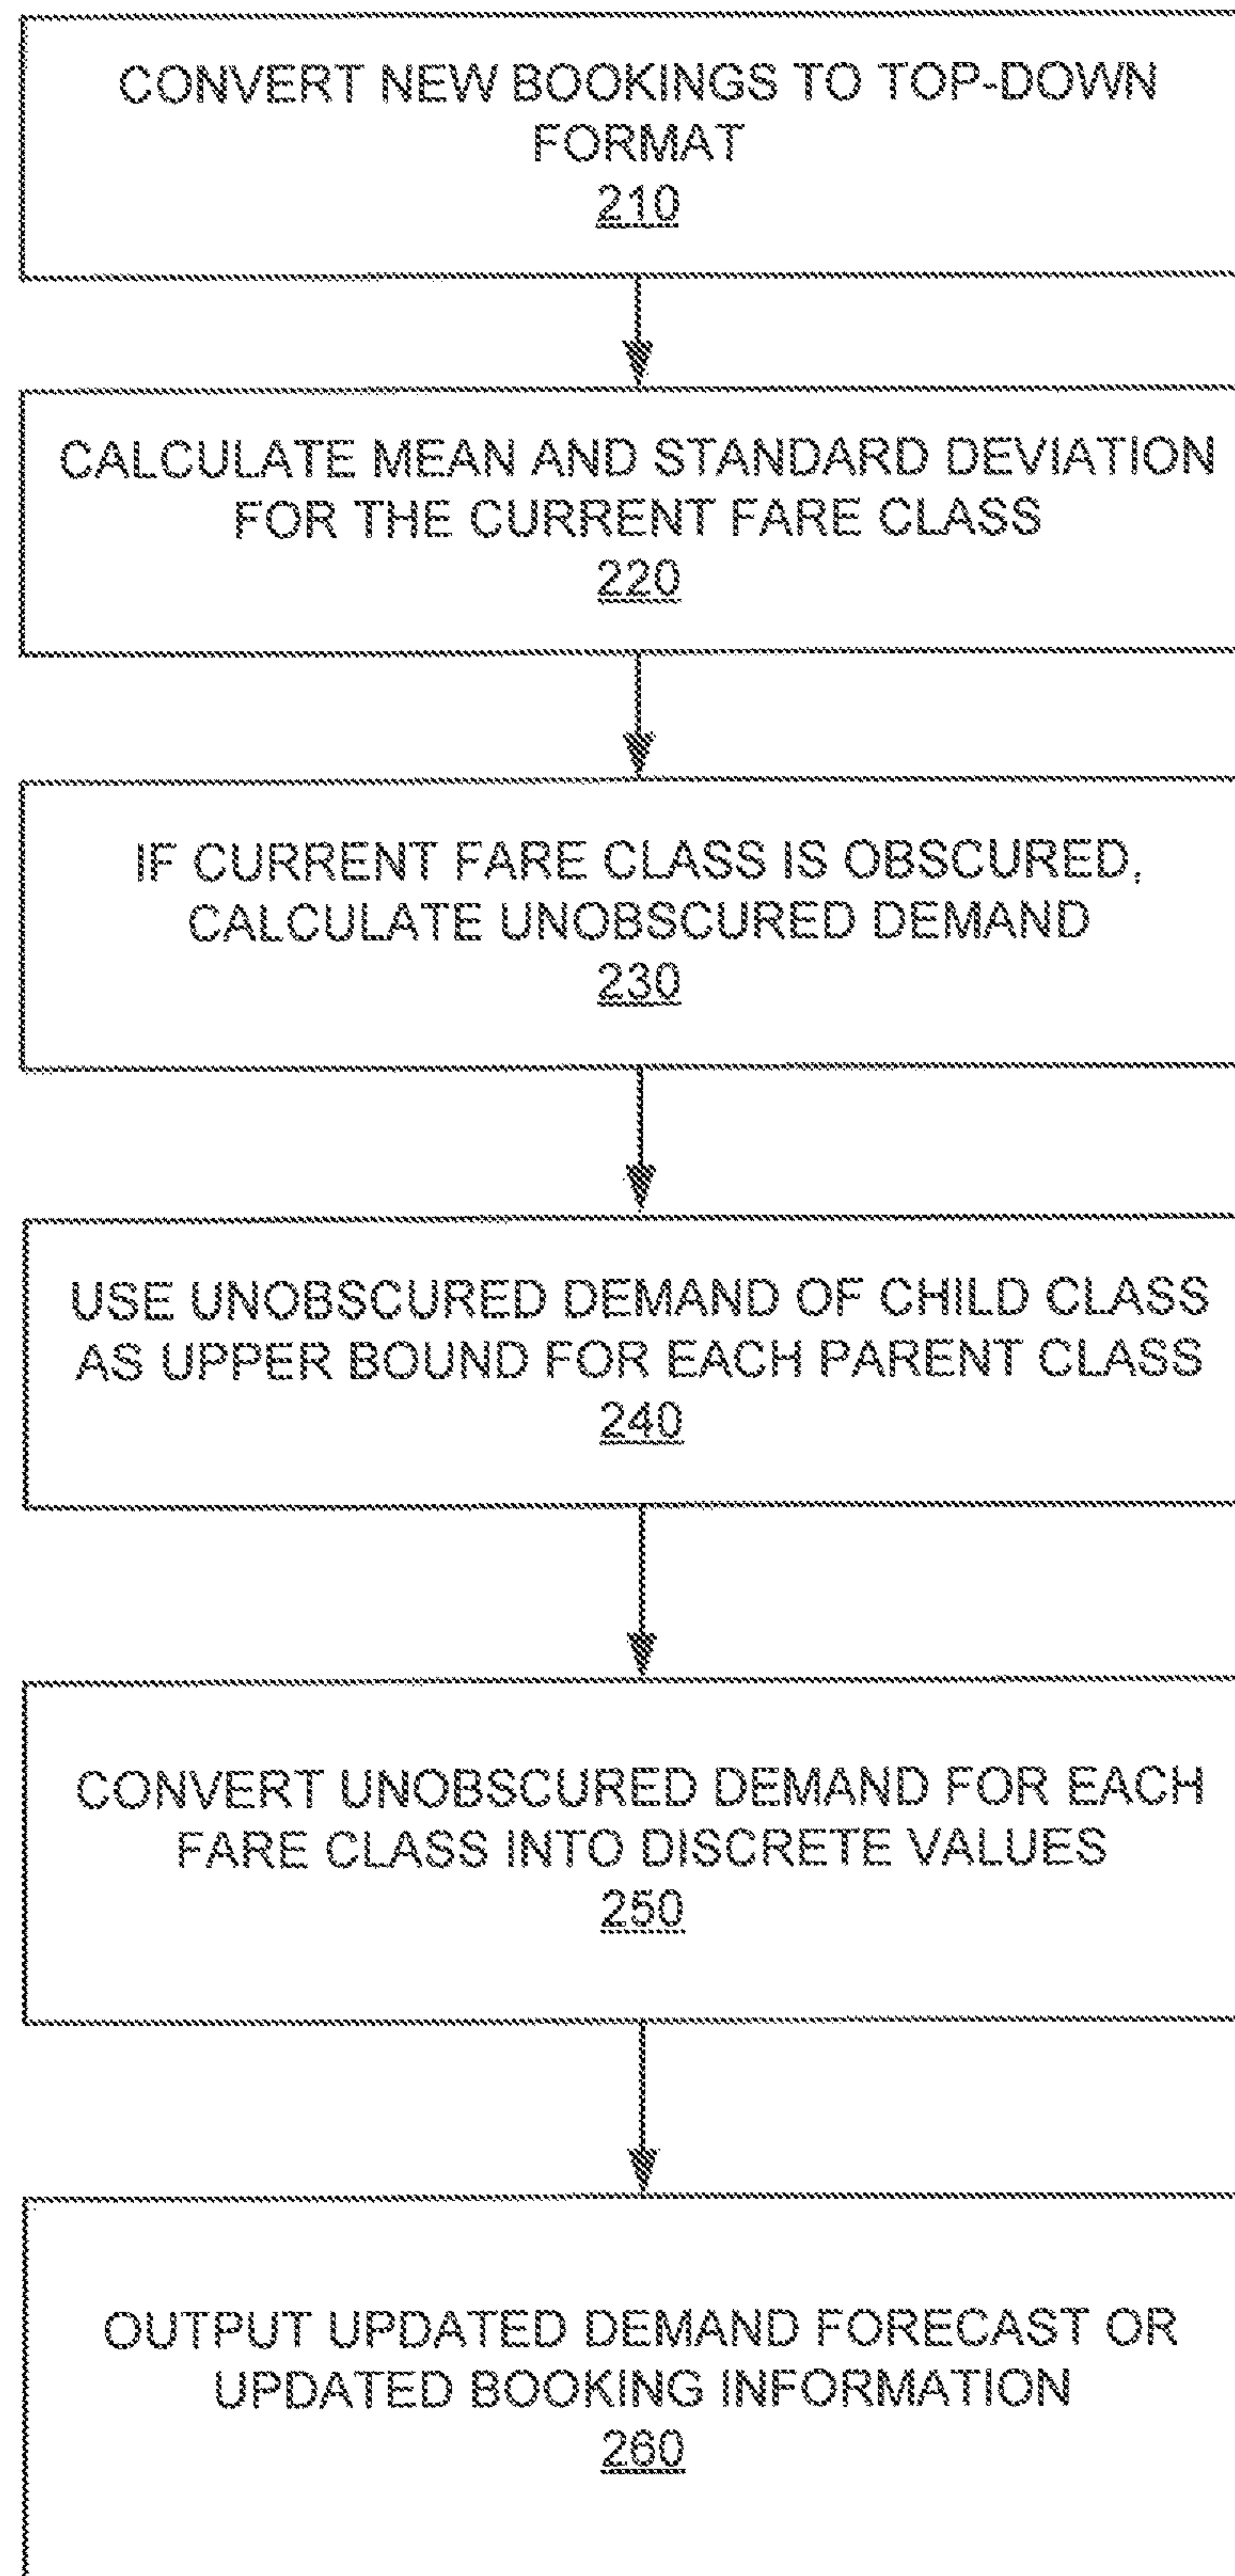 CONVERT NEW BOOKINGS TO TOP-DOWN
FORMAT
210
CALCULATE MEAN AND STANDARD DEVIATION
FOR THE CURRENT FARE CLASS
220
IF CURRENT FARE CLASS IS OBSCURED,
CALCULATE UNOBSCURED DEMAND
230
USE UNOBSCURED DEMAND OF CHILD CLASS
AS UPPER BOUND FOR EACH PARENT CLASS
240
CONVERT UNOBSCURED DEMAND FOR EACH
FARE CLASS INTO DISCRETE VALUES
250
OUTPUT UPDATED DEMAND FORECAST OR
UPDATED BOOKING INFORMATION
260